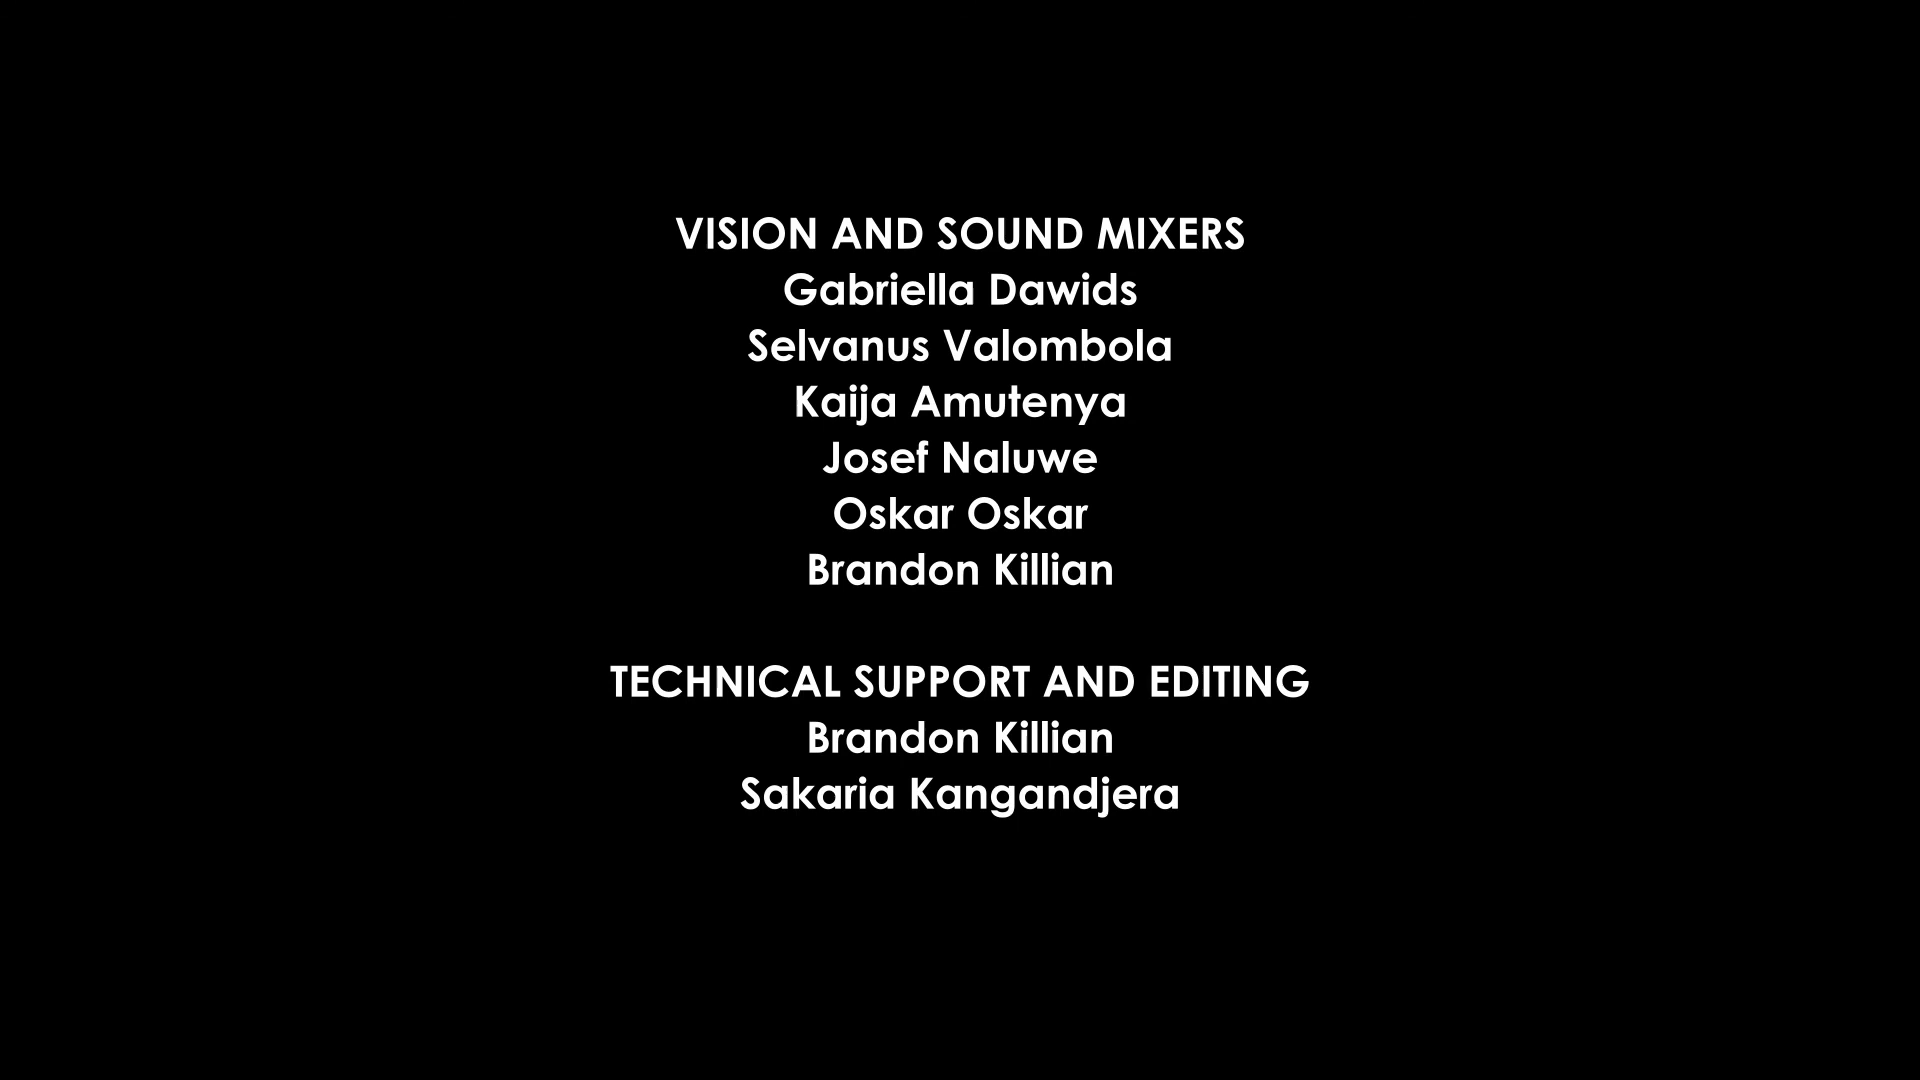 VISION AND SOUND MIXERS
Gabriella Dawids
Selvanus Valombola
Kaija Amutenya
Josef Naluwe
Oskar Oskar
Brandon Killian
TECHNICAL SUPPORT AND EDITING
Brandon Killian
Sakaria Kangandjera